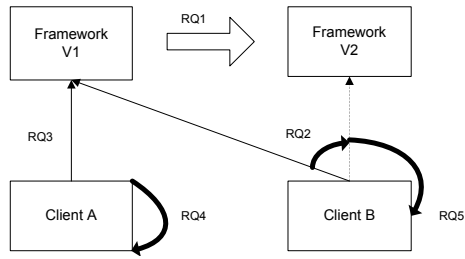 RQ1
Framework
V1
Framework
V2
RQ3
RQ2
Client A
RQ4
Client B
RQ5